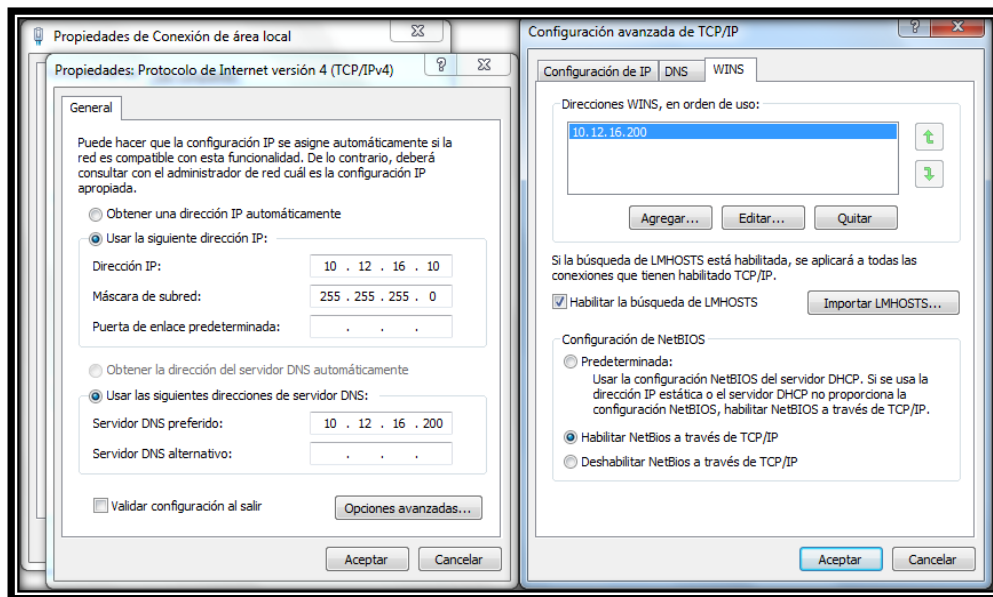 Propiedades de Conexión de área local
Propiedades: Protocolo de Internet versión 4 (TCP/IPv4)
General
Puede hacer que la configuración IP se asigne automáticamente si la
red es compatible con esta funcionalidad. De lo contrario, deberá
consultar con el administrador de red cuál es la configuración IP
apropiada.
Obtener una dirección IP automáticamente
Usar la siguiente dirección IP:
Dirección IP: 10 . 12 . 16 . 10
Máscara de subred: 255 . 255 . 255 . 0
Puerta de enlace predeterminada: . . .
Obtener la dirección del servidor DNS automáticamente
Usar las siguientes direcciones de servidor DNS:
Servidor DNS preferido: 10 . 12 . 16 . 200
Servidor DNS alternativo: . . .
Validar configuración al salir
Opciones avanzadas...
Aceptar Cancelar
Configuración avanzada de TCP/IP
Configuración de IP DNS WINS
Direcciones WINS, en orden de uso:
10.12.16.200
Agregar... Editar... Quitar
Si la búsqueda de LMHOSTS está habilitada, se aplicará a todas las
conexiones que tienen habilitado TCP/IP.
Habilitar la búsqueda de LMHOSTS Importar LMHOSTS...
Configuración de NetBIOS
Predeterminada:
Usar la configuración NetBIOS del servidor DHCP. Si se usa la
dirección IP estática o el servidor DHCP no proporciona la
configuración NetBIOS, habilitar NetBIOS a través de TCP/IP.
Habilitar NetBios a través de TCP/IP
Deshabilitar NetBios a través de TCP/IP
Aceptar Cancelar